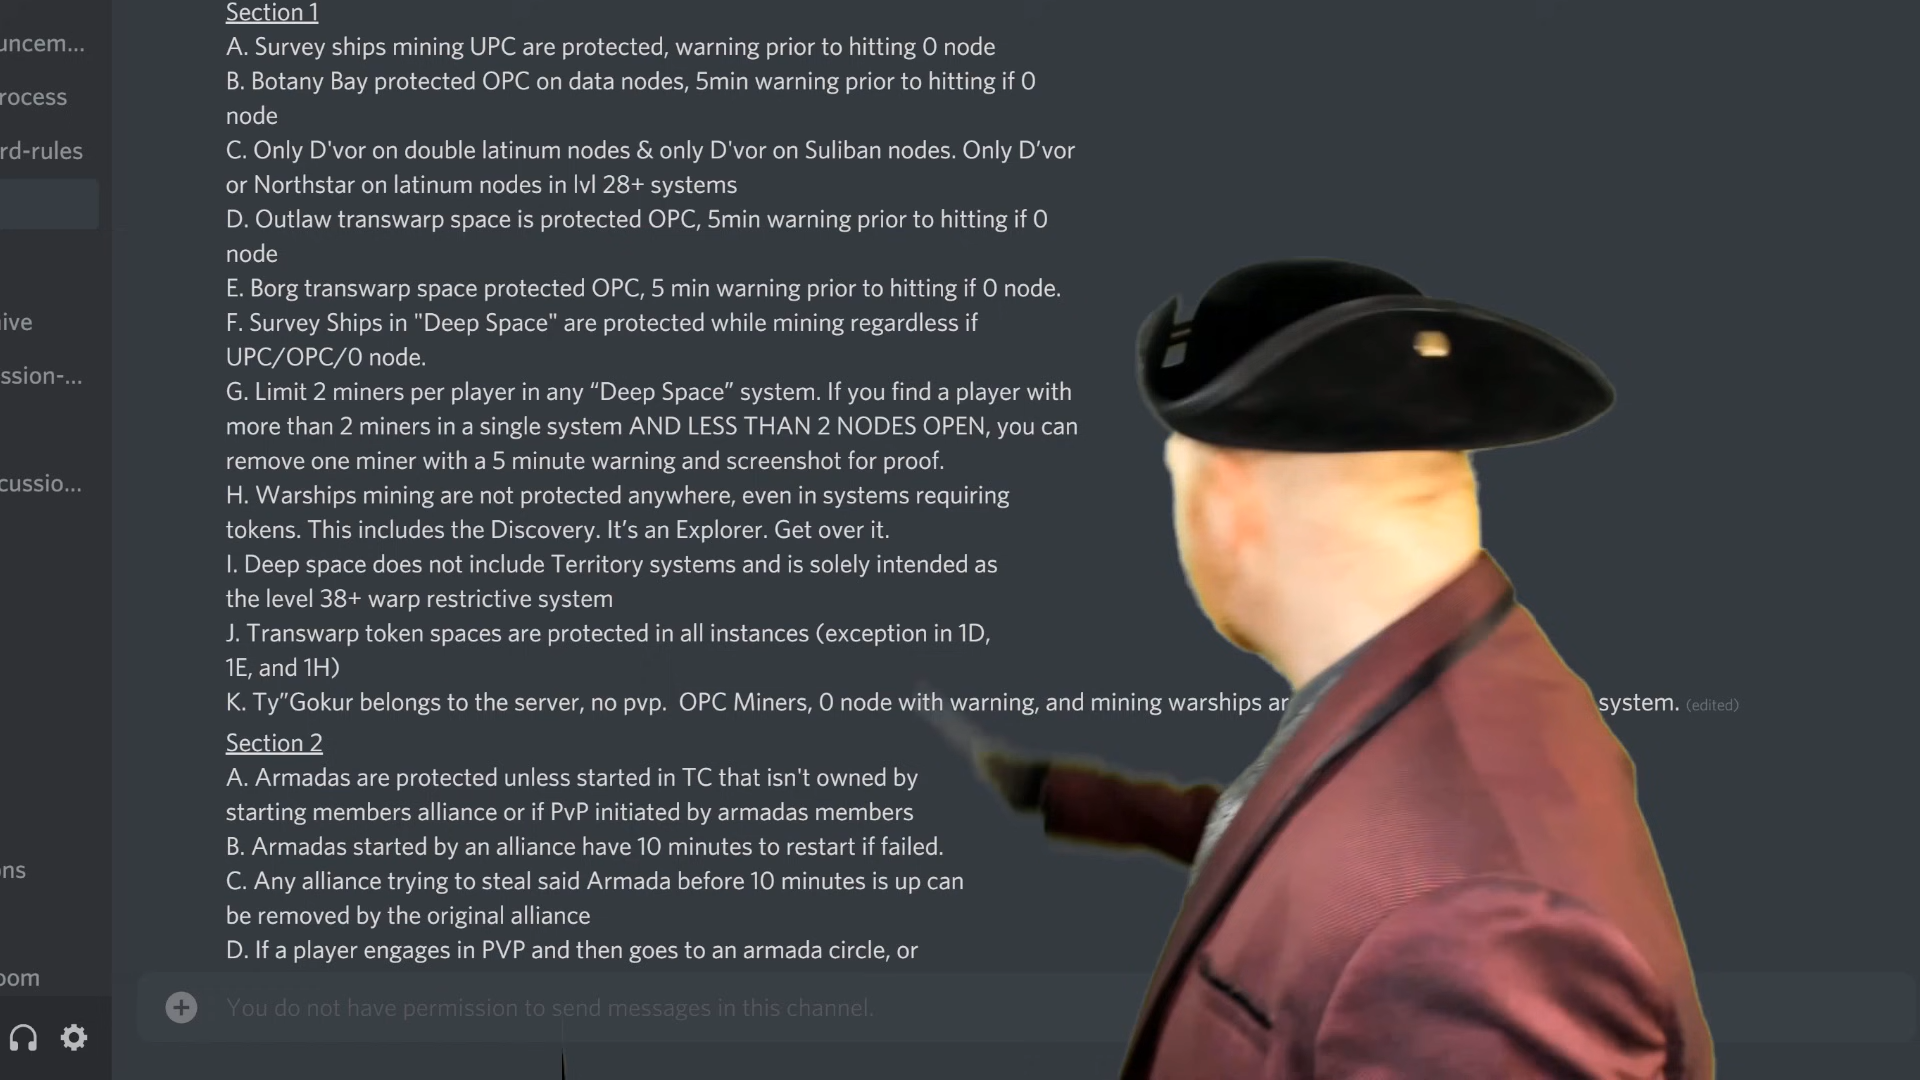 Section 1
uncem...
A. Survey ships mining UPC are protected, warning prior to hitting 0 node
B. Botany Bay protected OPC on data nodes, 5min warning prior to hitting if 0
rocess
node
rd-rules
C. Only D'vor on double latinum nodes & only D'vor on Suliban nodes. Only D’vor
or Northstar on latinum nodes in lvl 28+ systems
D. Outlaw transwarp space is protected OPC, 5min warning prior to hitting if 0
node
E. Borg transwarp space protected OPC, 5 min warning prior to hitting if 0 node.
ive
F. Survey Ships in "Deep Space" are protected while mining regardless if
UPC/OPC/0 node.
ssion-...
G. Limit 2 miners per player in any “Deep Space” system. If you find a player with
more than 2 miners in a single system AND LESS THAN 2 NODES OPEN, you can
remove one miner with a 5 minute warning and screenshot for proof.
cussio...
H. Warships mining are not protected anywhere, even in systems requiring
tokens. This includes the Discovery. It’s an Explorer. Get over it.
I. Deep space does not include Territory systems and is solely intended as
the level 38+ warp restrictive system
J. Transwarp token spaces are protected in all instances (exception in 1D,
1E, and 1H)
K. Ty”Gokur belongs to the server, no pvp. OPC Miners, 0 node with warning, and mining warships ar system. (edited)
Section 2
A. Armadas are protected unless started in TC that isn't owned by
starting members alliance or if PvP initiated by armadas members
B. Armadas started by an alliance have 10 minutes to restart if failed.
ns
C. Any alliance trying to steal said Armada before 10 minutes is up can
be removed by the original alliance
D. If a player engages in PVP and then goes to an armada circle, or
oom
You do not have permission to send messages in this channel.